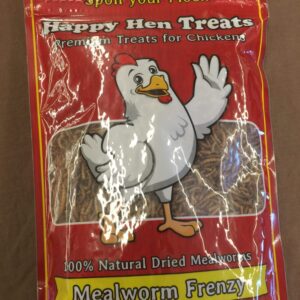 Spoil your Flock
Happy Hen Treats
Premium Treats for Chickens
100% Natural Dried Mealworms
Mealworm Frenzy